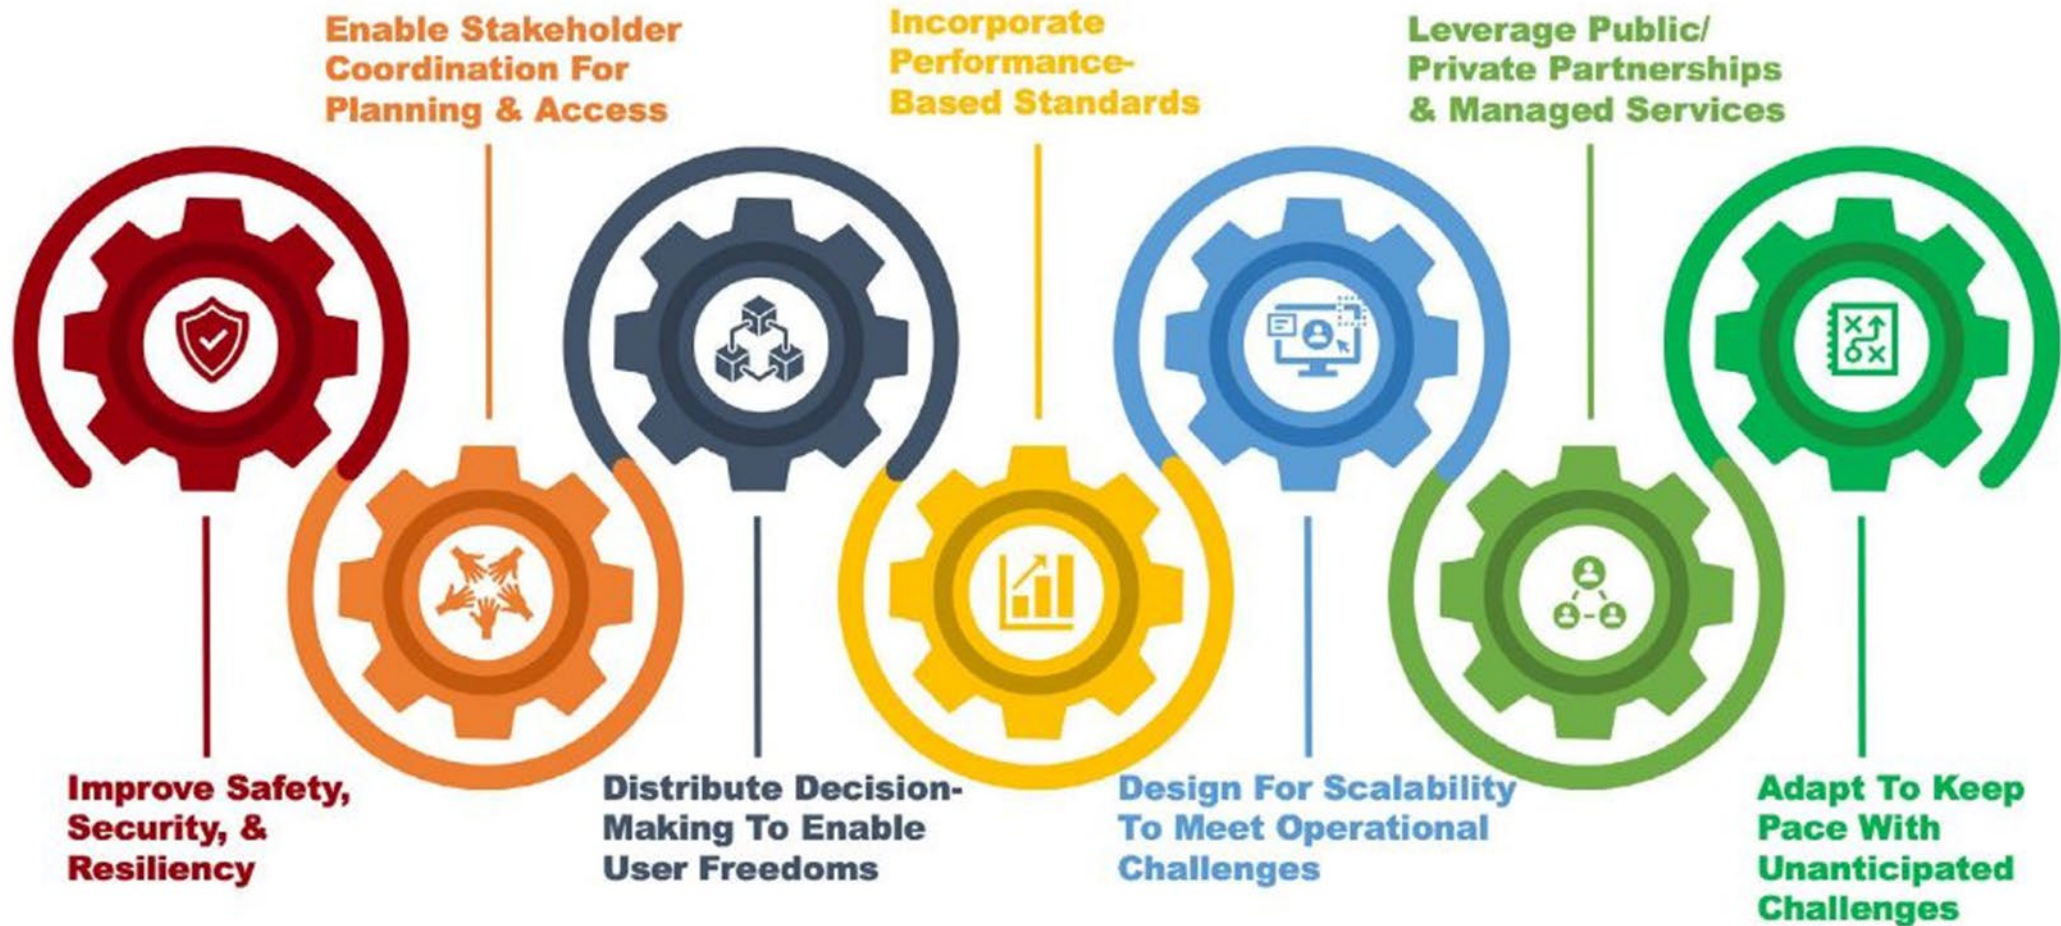 Enable Stakeholder
Coordination For
Planning & Access
Incorporate
Performance-
Based Standards
Leverage Public/
Private Partnerships
& Managed Services
Improve Safety,
Security, &
Resiliency
Distribute Decision-
Making To Enable
User Freedoms
Design For Scalability
To Meet Operational
Challenges
Adapt To Keep
Pace With
Unanticipated
Challenges